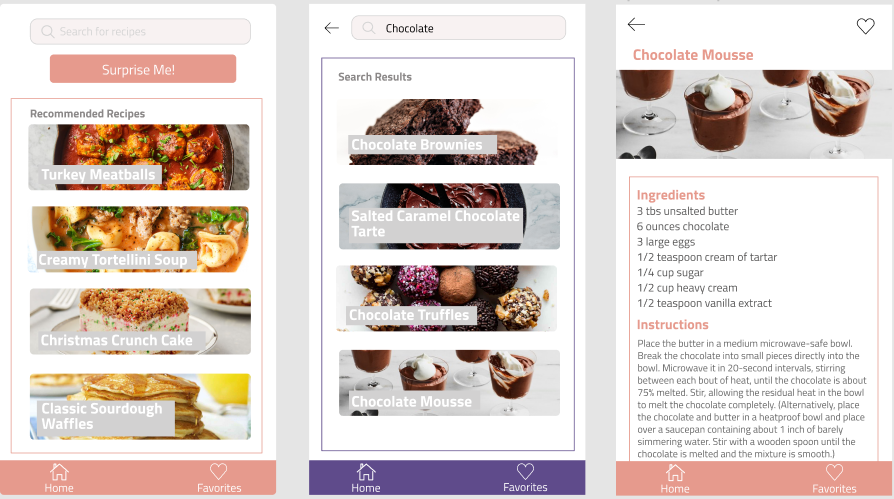 Search for recipes
Surprise Me!
Recommended Recipes
Turkey Meatballs
Creamy Tortellini Soup
Christmas Crunch Cake
Classic Sourdough
Waffles
Home
Favorites
Chocolate
Search Results
Chocolate Brownies
Salted Caramel Chocolate
Tarte
Chocolate Truffles
Chocolate Mousse
Home
Favorites
Chocolate Mousse
Ingredients
3 tbs unsalted butter
6 ounces chocolate
3 large eggs
1/2 teaspoon cream of tartar
1/4 cup sugar
1/2 cup heavy cream
1/2 teaspoon vanilla extract
Instructions
Place the butter in a medium microwave-safe bowl.
Break the chocolate into small pieces directly into the
bowl. Microwave it in 20-second intervals, stirring
between each bout of heat, until the chocolate is about
75% melted. Stir, allowing the residual heat in the bowl
to melt the chocolate completely. (Alternatively, place
the chocolate and butter in a heatproof bowl and place
over a saucepan containing about 1 inch of barely
simmering water. Stir with a wooden spoon until the
chocolate is melted and the mixture is smooth.)
Home
Favorites